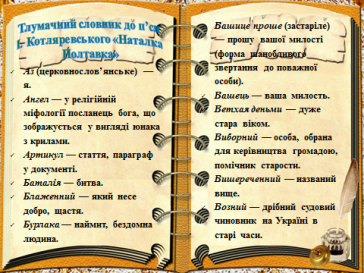 Тлумачний словник до п'єси
І. Котляревського «Наталка
Полтавка»
Аз (церковнослов'янське) —
я.
Ангел — у релігійній
міфології посланець бога, що
зображується у вигляді юнака
з крилами.
Артикул — стаття, параграф
у документі.
Баталія — битва.
Блаженний — який несе
добро, щастя.
Бурлака — наймит, бездомна
людина.
Вашице проше (застаріле)
— прошу вашої милості
(форма шанобливого
звертання до поважної
особи).
Вашець — ваша милость.
Ветхая деньми — дуже
стара віком.
Виборний — особа, обрана
для керівництва громадою,
помічник старости.
Вишереченний — названий
вище.
Возний — дрібний судовий
чиновник на Україні в
старі часи.